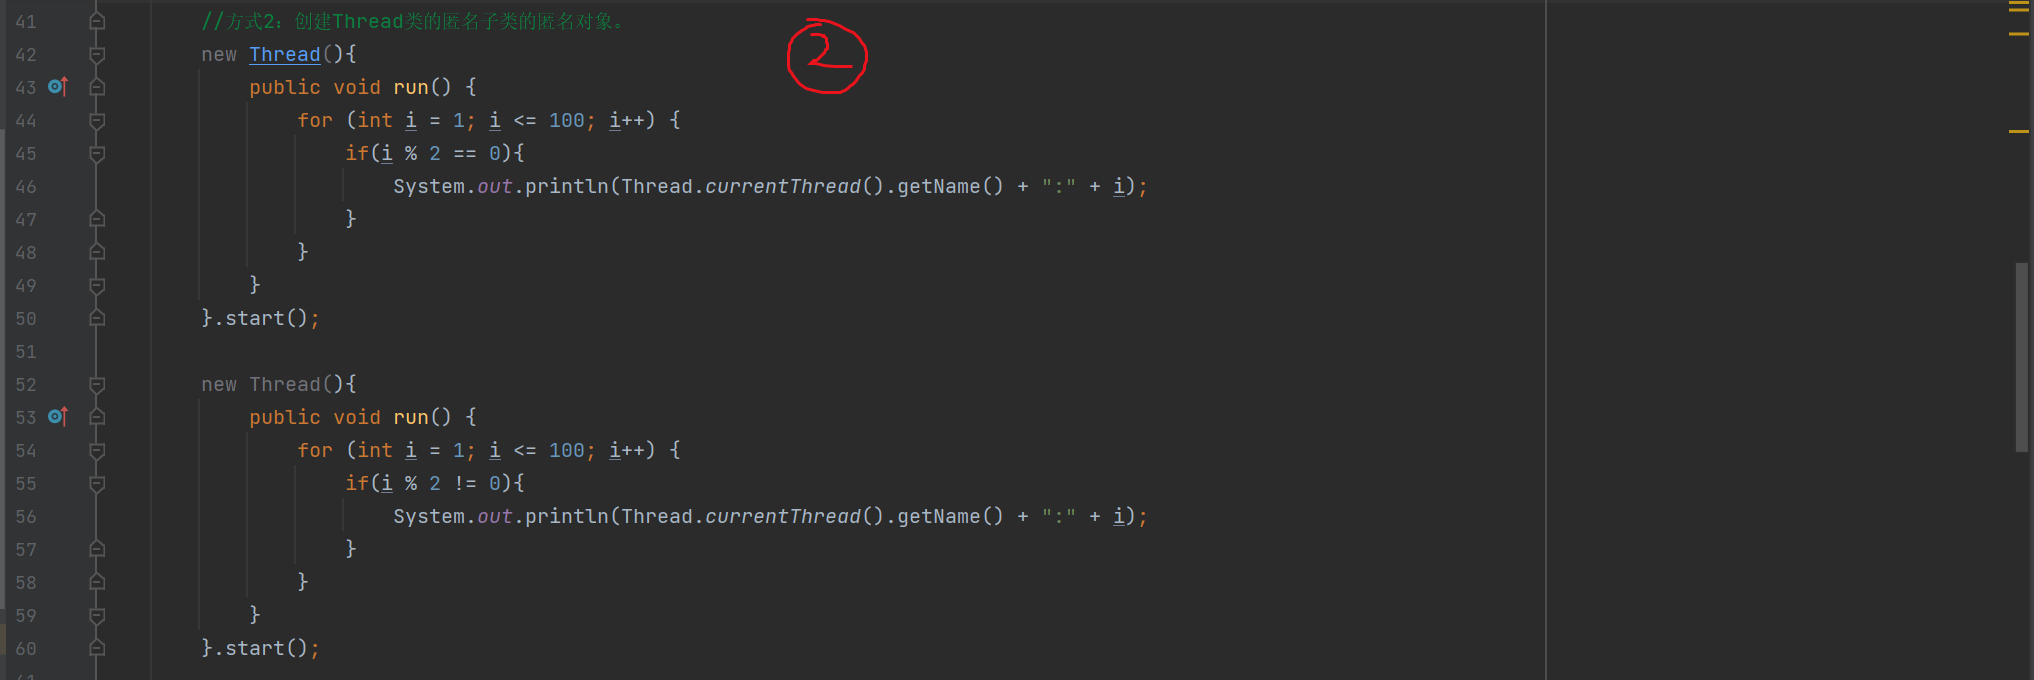 41 //方式2：创建Thread类的匿名子类的匿名对象。
②
42 new Thread(){
43 public void run() {
44 for (int i = 1; i <= 100; i++) {
45 if(i % 2 == 0){
46 System.out.println(Thread.currentThread().getName() + ":" + i);
47 }
48 }
49 }
50 }.start();
51
52 new Thread(){
53 public void run() {
54 for (int i = 1; i <= 100; i++) {
55 if(i % 2 != 0){
56 System.out.println(Thread.currentThread().getName() + ":" + i);
57 }
58 }
59 }
60 }.start();